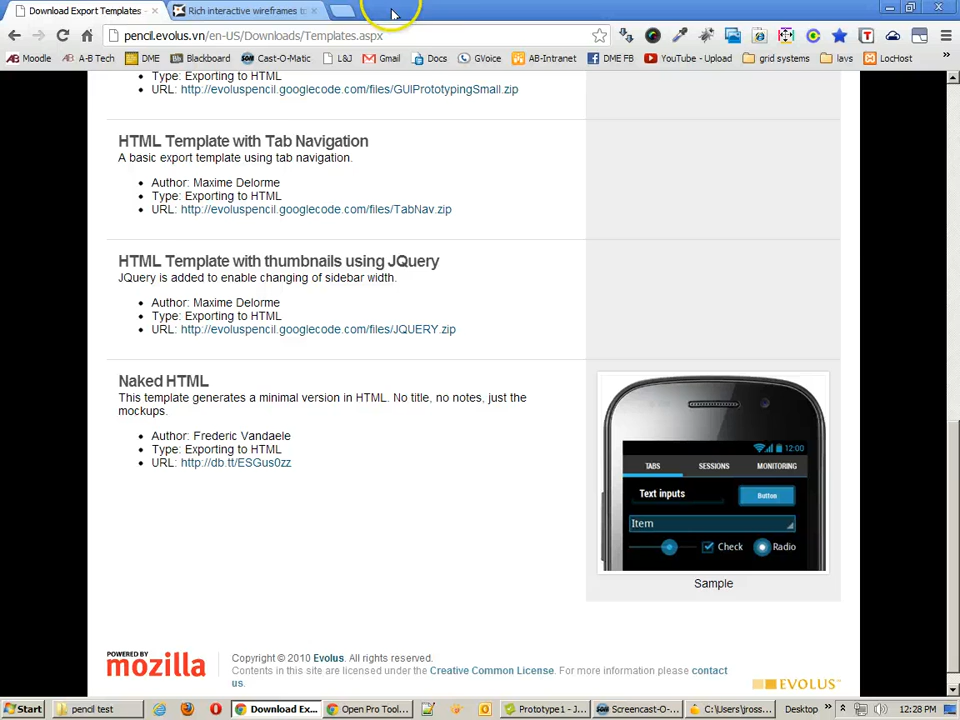 Download Export Templates -
Rich interactive wireframes to
pencil.evolus.vn/en-US/Downloads/Templates.aspx
Moodle
A-B Tech
DME
Blackboard
Cast-O-Matic
L&J
Gmail
Docs
GVoice
AB-Intranet
DME FB
YouTube - Upload
grid systems
lavs
LocHost
»
• Type: Exporting to HTML
• URL: http://evoluspencil.googlecode.com/files/GUIPrototypingSmall.zip
HTML Template with Tab Navigation
A basic export template using tab navigation.
• Author: Maxime Delorme
• Type: Exporting to HTML
• URL: http://evoluspencil.googlecode.com/files/TabNav.zip
HTML Template with thumbnails using JQuery
JQuery is added to enable changing of sidebar width.
• Author: Maxime Delorme
• Type: Exporting to HTML
• URL: http://evoluspencil.googlecode.com/files/JQUERY.zip
Naked HTML
This template generates a minimal version in HTML. No title, no notes, just the
mockups.
• Author: Frederic Vandaele
• Type: Exporting to HTML
• URL: http://db.tt/ESGus0zz
12:00
TABS SESSIONS MONITORING
Text inputs Button
Item
Check Radio
Sample
POWERED BY
mozilla
Copyright © 2010 Evolus. All rights reserved.
Contents in this site are licensed under the Creative Common License. For more information please contact
us.
EVOLUS™
Start
pencil test
Download Ex...
Open Pro Tool...
Prototype1 - J...
Screencast-O-...
C:\Users\jross...
Desktop »
12:28 PM